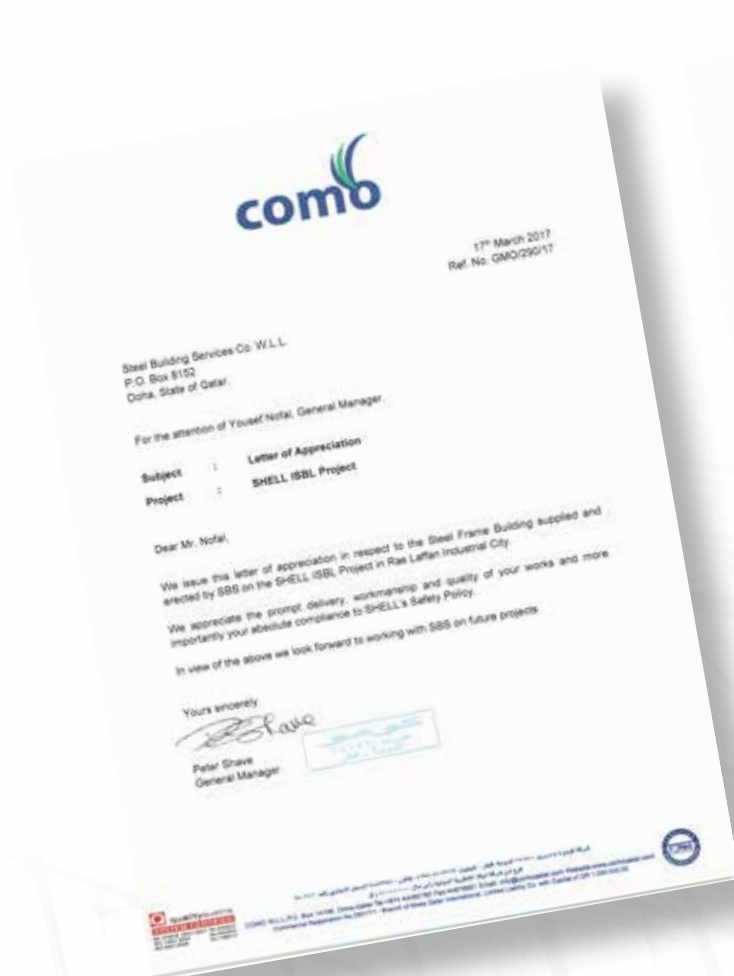 como
17th March 2017
Ref. No. GMO/290/17
Steel Building Services Co. W.L.L.
P.O. Box 8152
Doha, State of Qatar.
For the attention of Yousef Nofal, General Manager.
Subject : Letter of Appreciation
Project : SHELL ISBL Project
Dear Mr. Nofal,
We issue this letter of appreciation in respect to the Steel Frame Building supplied and
erected by SBS on the SHELL ISBL Project in Ras Laffan Industrial City.
We appreciate the prompt delivery, workmanship and quality of your works and more
importantly your absolute compliance to SHELL's Safety Policy.
In view of the above we look forward to working with SBS on future projects.
Yours sincerely
Peter Shave
General Manager